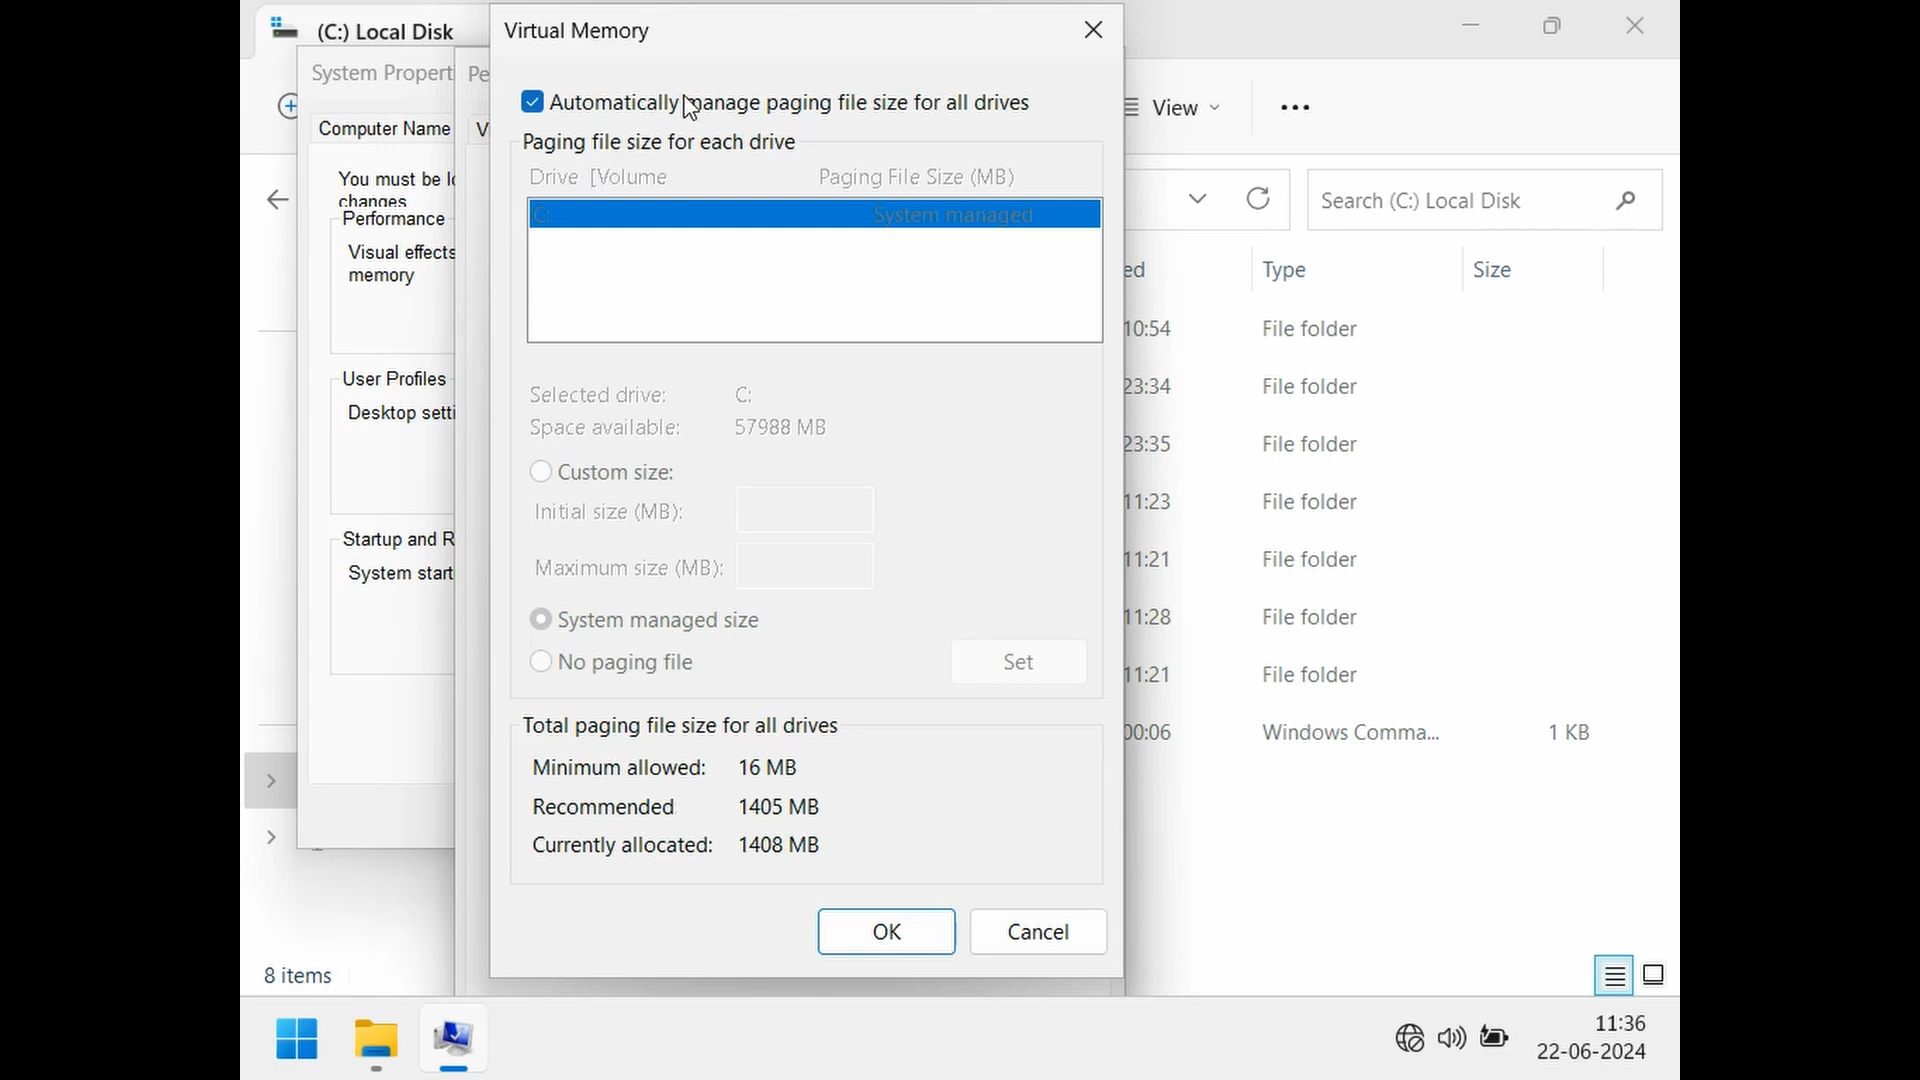 (C:) Local Disk
System Propert
Pe
Virtual Memory
Computer Name
V
You must be l
changes
Performance
Visual effects
memory
User Profiles
Desktop setti
Startup and R
System start
Automatically manage paging file size for all drives
Paging file size for each drive
Drive [Volume
Paging File Size (MB)
C:
System managed
Selected drive: C:
Space available: 57988 MB
Custom size:
Initial size (MB):
Maximum size (MB):
System managed size
No paging file
Set
Total paging file size for all drives
Minimum allowed: 16 MB
Recommended 1405 MB
Currently allocated: 1408 MB
OK
Cancel
View
Search (C:) Local Disk
ed Type Size
10:54 File folder
23:34 File folder
23:35 File folder
11:23 File folder
11:21 File folder
11:28 File folder
11:21 File folder
00:06 Windows Comma... 1 KB
8 items
11:36
22-06-2024